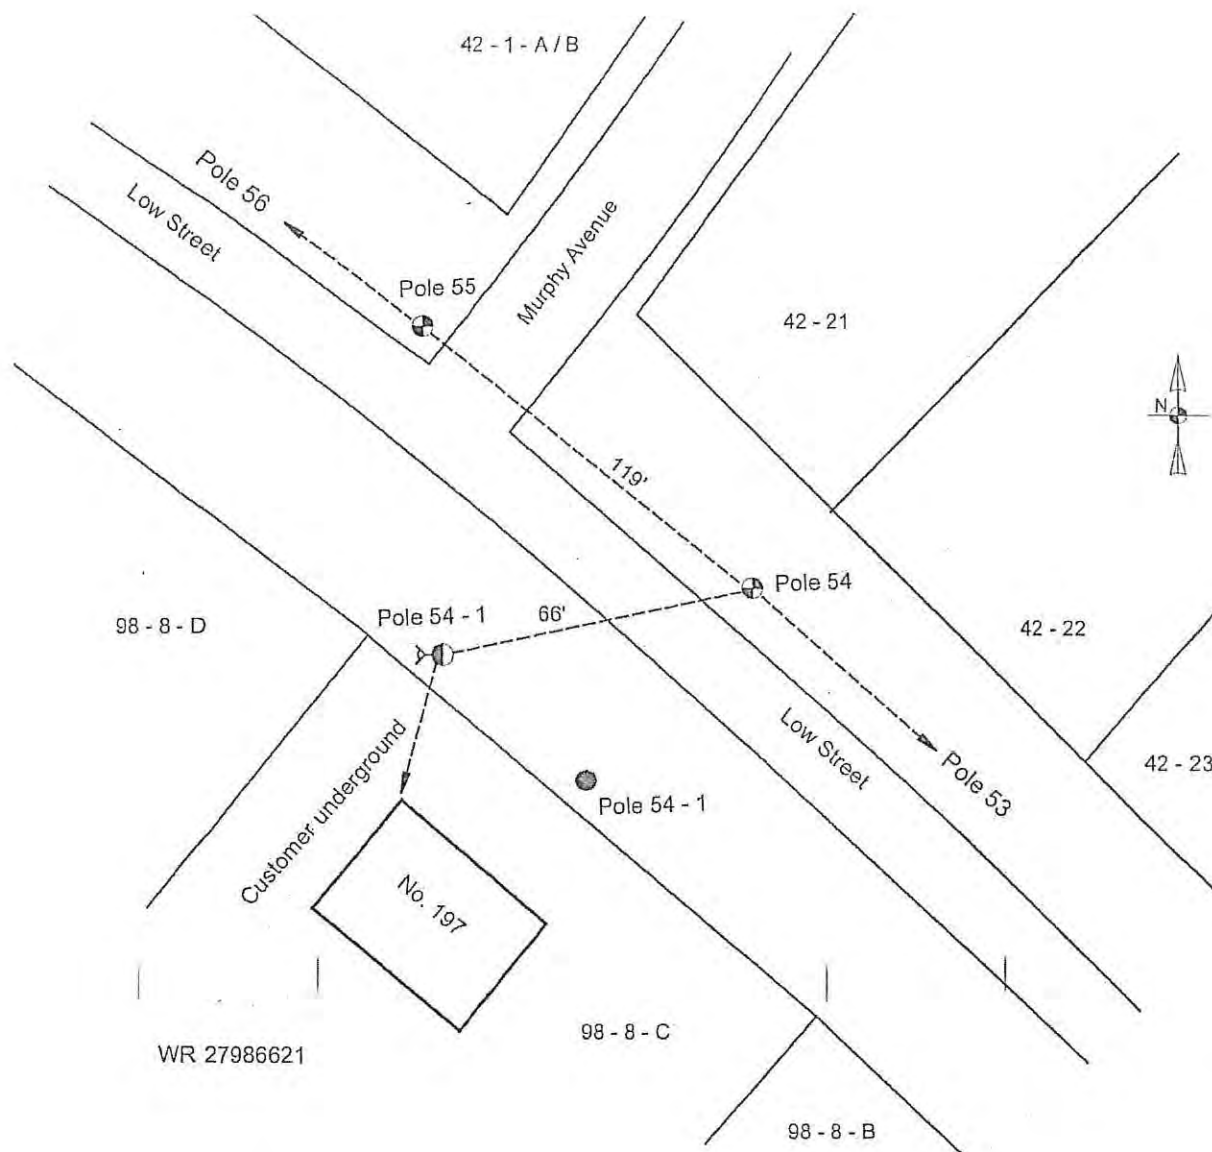 42 - 1 - A / B
Pole 56
Low Street
Murphy Avenue
Pole 55
42 - 21
N
119'
Pole 54
66'
Pole 54 - 1
98 - 8 - D
42 - 22
Customer underground
Low Street
Pole 53
42 - 23
Pole 54 - 1
No. 197
98 - 8 - C
WR 27986621
98 - 8 - B